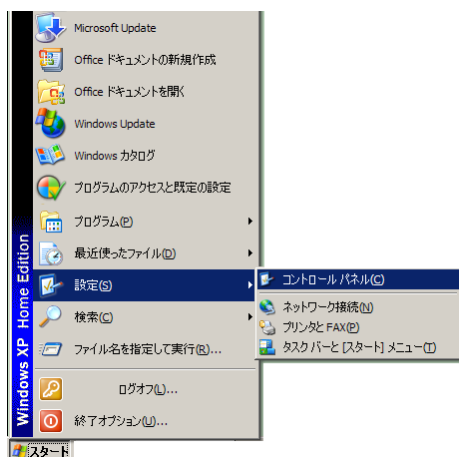 Microsoft Update
Office ドキュメントの新規作成
Office ドキュメントを開く
Windows Update
Windows カタログ
プログラムのアクセスと既定の設定
プログラム(P)
最近使ったファイル(D)
設定(S)
検索(C)
ファイル名を指定して実行(R)...
ログオフ(L)...
終了オプション(U)...
コントロール パネル(C)
ネットワーク接続(N)
プリンタと FAX(P)
タスク バーと [スタート] メニュー(T)
Windows XP Home Edition
スタート